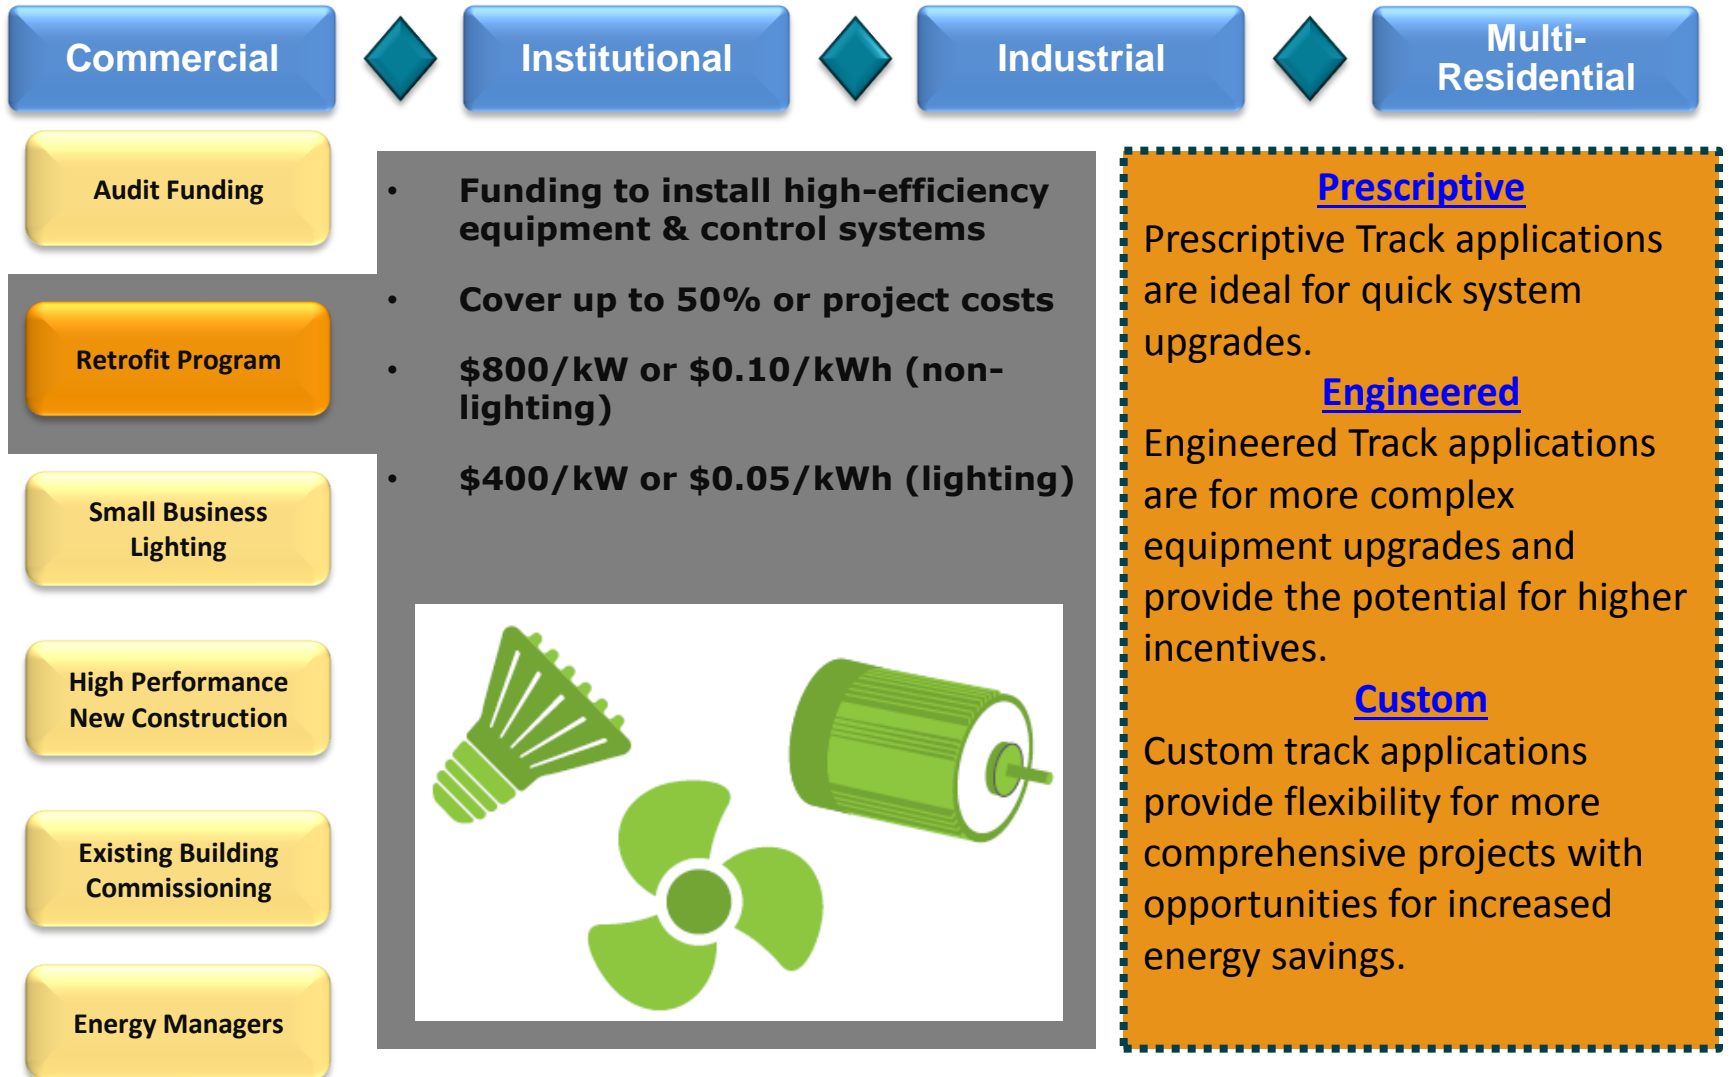 Commercial
Institutional
Industrial
Multi-
Residential
Audit Funding
Retrofit Program
Small Business
Lighting
High Performance
New Construction
Existing Building
Commissioning
Energy Managers
• Funding to install high-efficiency
equipment & control systems
• Cover up to 50% or project costs
• $800/kW or $0.10/kWh (non-
lighting)
• $400/kW or $0.05/kWh (lighting)
Prescriptive
Prescriptive Track applications
are ideal for quick system
upgrades.
Engineered
Engineered Track applications
are for more complex
equipment upgrades and
provide the potential for higher
incentives.
Custom
Custom track applications
provide flexibility for more
comprehensive projects with
opportunities for increased
energy savings.